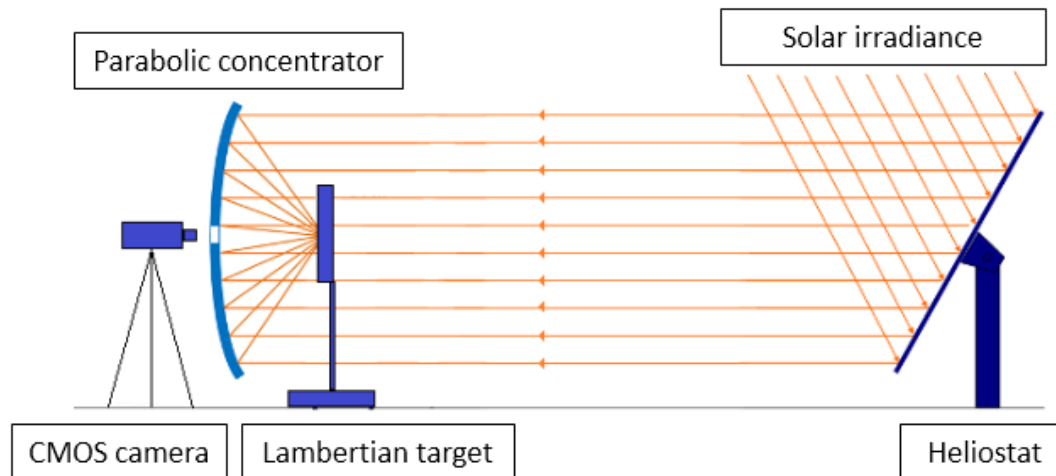 Solar irradiance
Parabolic concentrator
CMOS camera
Lambertian target
Heliostat